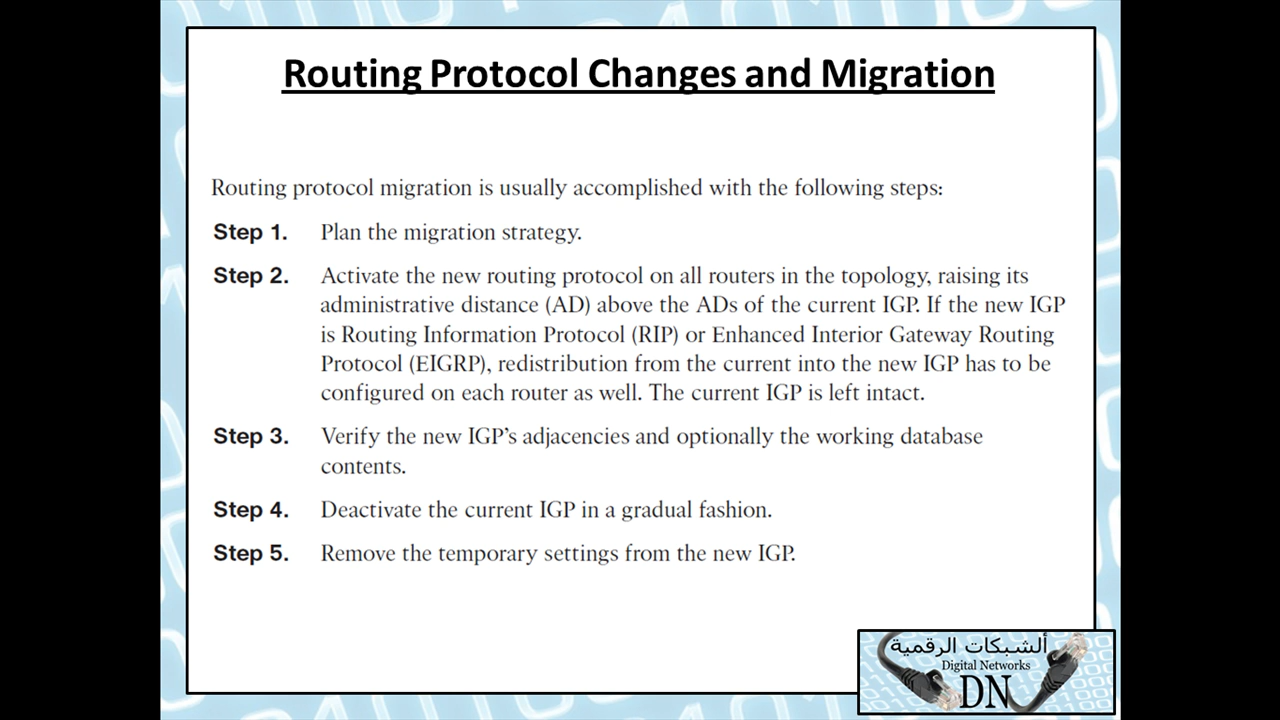 Routing Protocol Changes and Migration
Routing protocol migration is usually accomplished with the following steps:
Step 1. Plan the migration strategy.
Step 2. Activate the new routing protocol on all routers in the topology, raising its
administrative distance (AD) above the ADs of the current IGP. If the new IGP
is Routing Information Protocol (RIP) or Enhanced Interior Gateway Routing
Protocol (EIGRP), redistribution from the current into the new IGP has to be
configured on each router as well. The current IGP is left intact.
Step 3. Verify the new IGP’s adjacencies and optionally the working database
contents.
Step 4. Deactivate the current IGP in a gradual fashion.
Step 5. Remove the temporary settings from the new IGP.
ألشبكات الرقمية
Digital Networks
DN